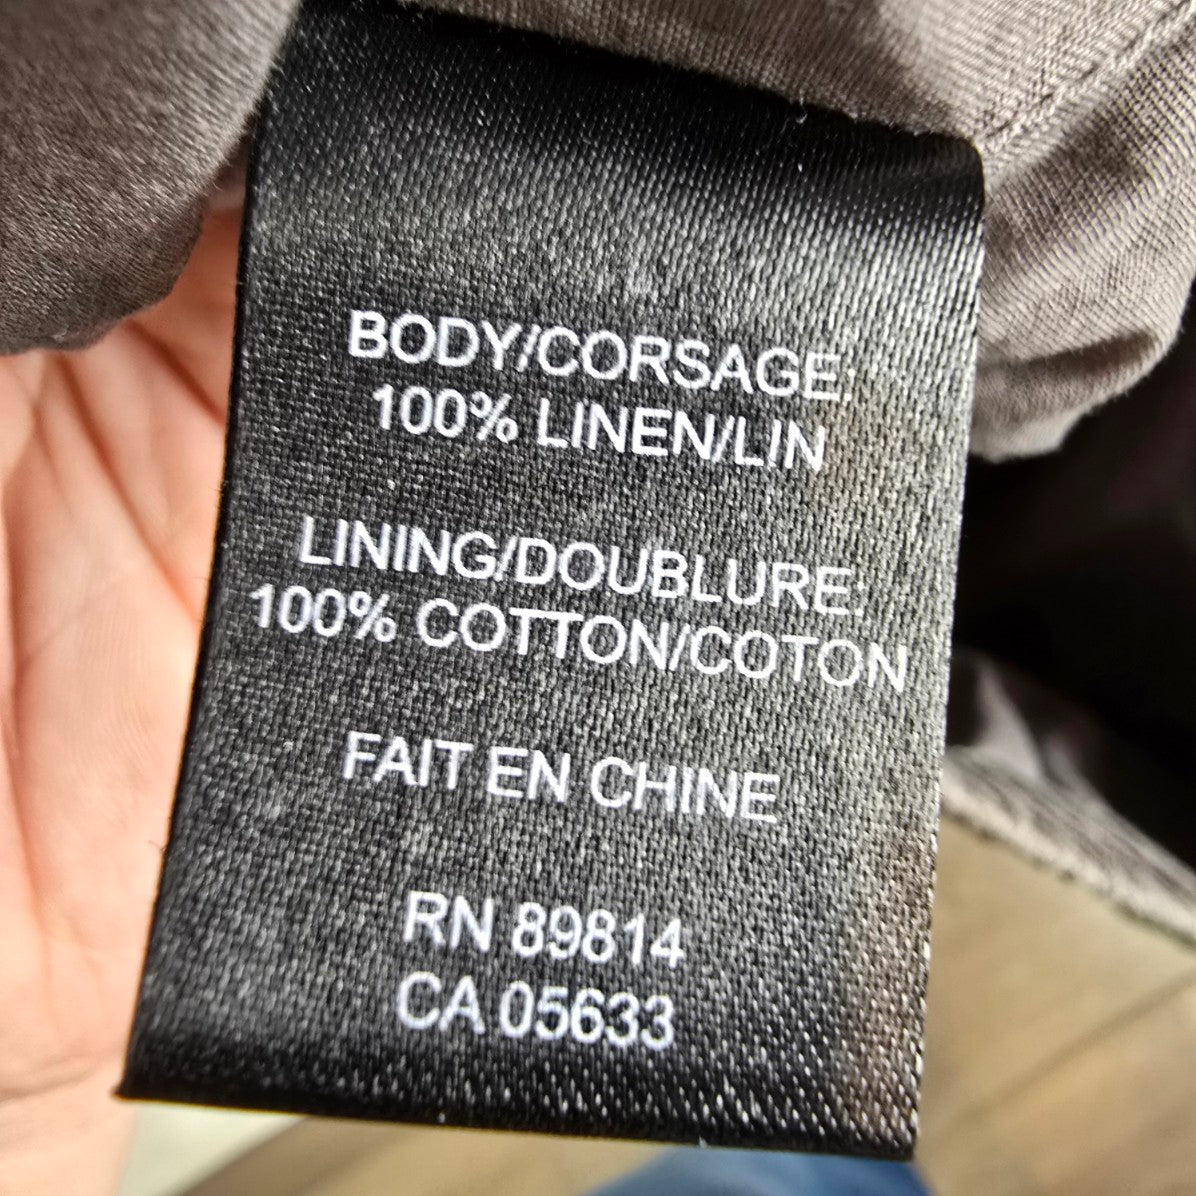 BODY/CORSAGE:
100% LINEN/LIN
LINING/DOUBLURE:
100% COTTON/COTON
FAIT EN CHINE
RN 89814
CA 05633